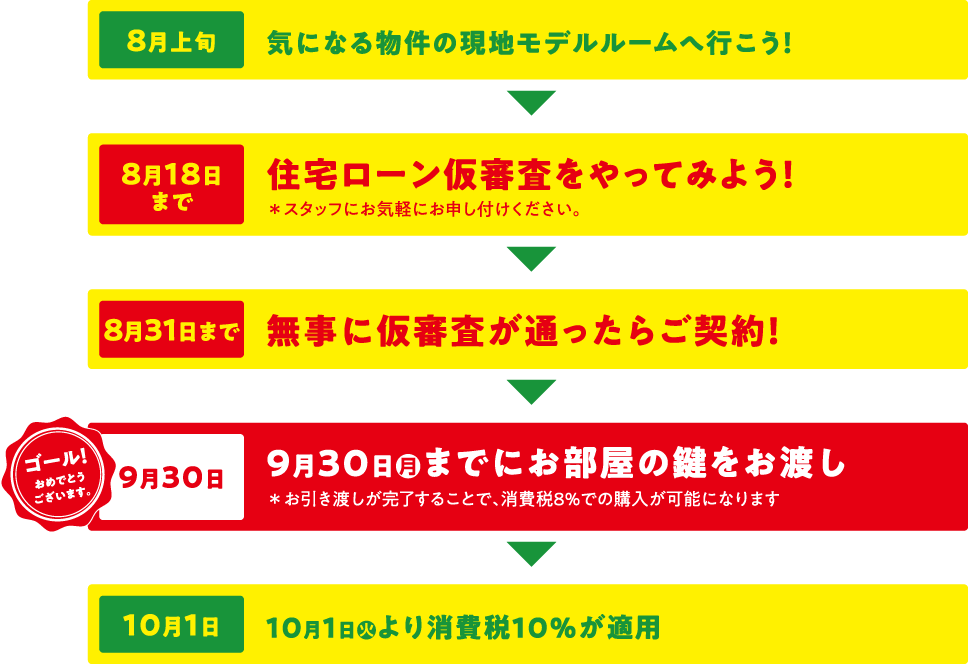 8月上旬
気になる物件の現地モデルルームへ行こう!
8月18日
まで
住宅ローン仮審査をやってみよう!
＊スタッフにお気軽にお申し付けください。
8月31日まで
無事に仮審査が通ったらご契約!
ゴール!
おめでとう
ございます。
9月30日
9月30日㊊までにお部屋の鍵をお渡し
＊お引き渡しが完了することで、消費税8%での購入が可能になります
10月1日
10月1日㊋より消費税10%が適用